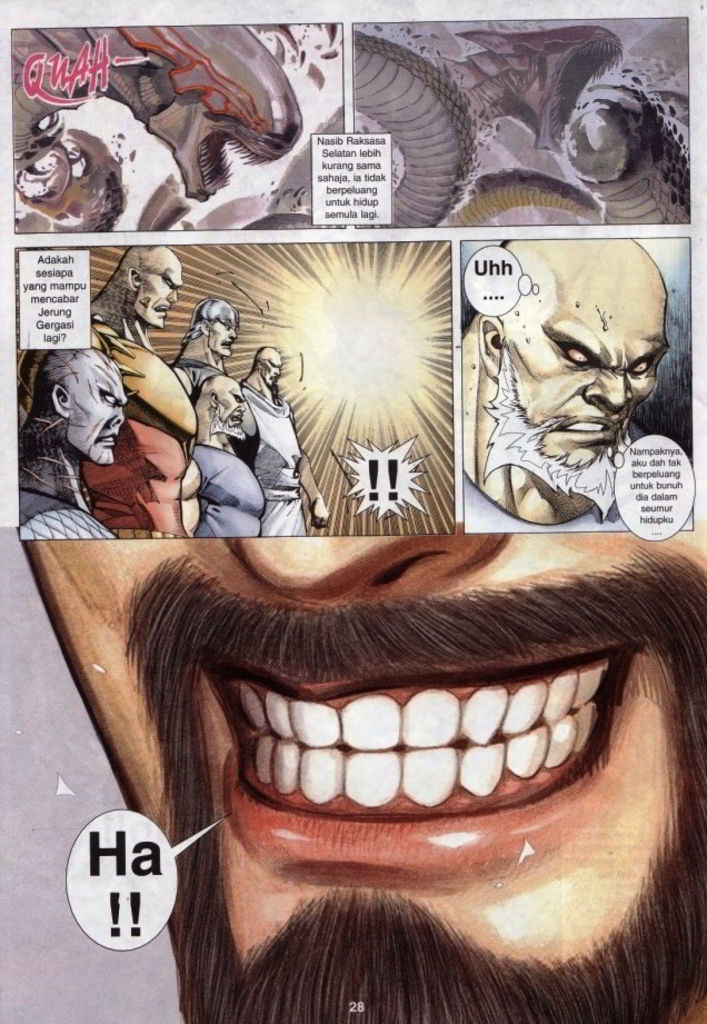 QUAH
Nasib Raksasa
Selatan lebih
kurang sama
sahaja, ia tidak
berpeluang
untuk hidup
semula lagi.
Adakah
sesiapa
yang mampu
mencabar
Jerung
Gergasi
lagi?
!!
Uhh
....
Nampaknya,
aku dah tak
berpeluang
untuk bunuh
dia dalam
seumur
hidupku
....
Ha
!!
28